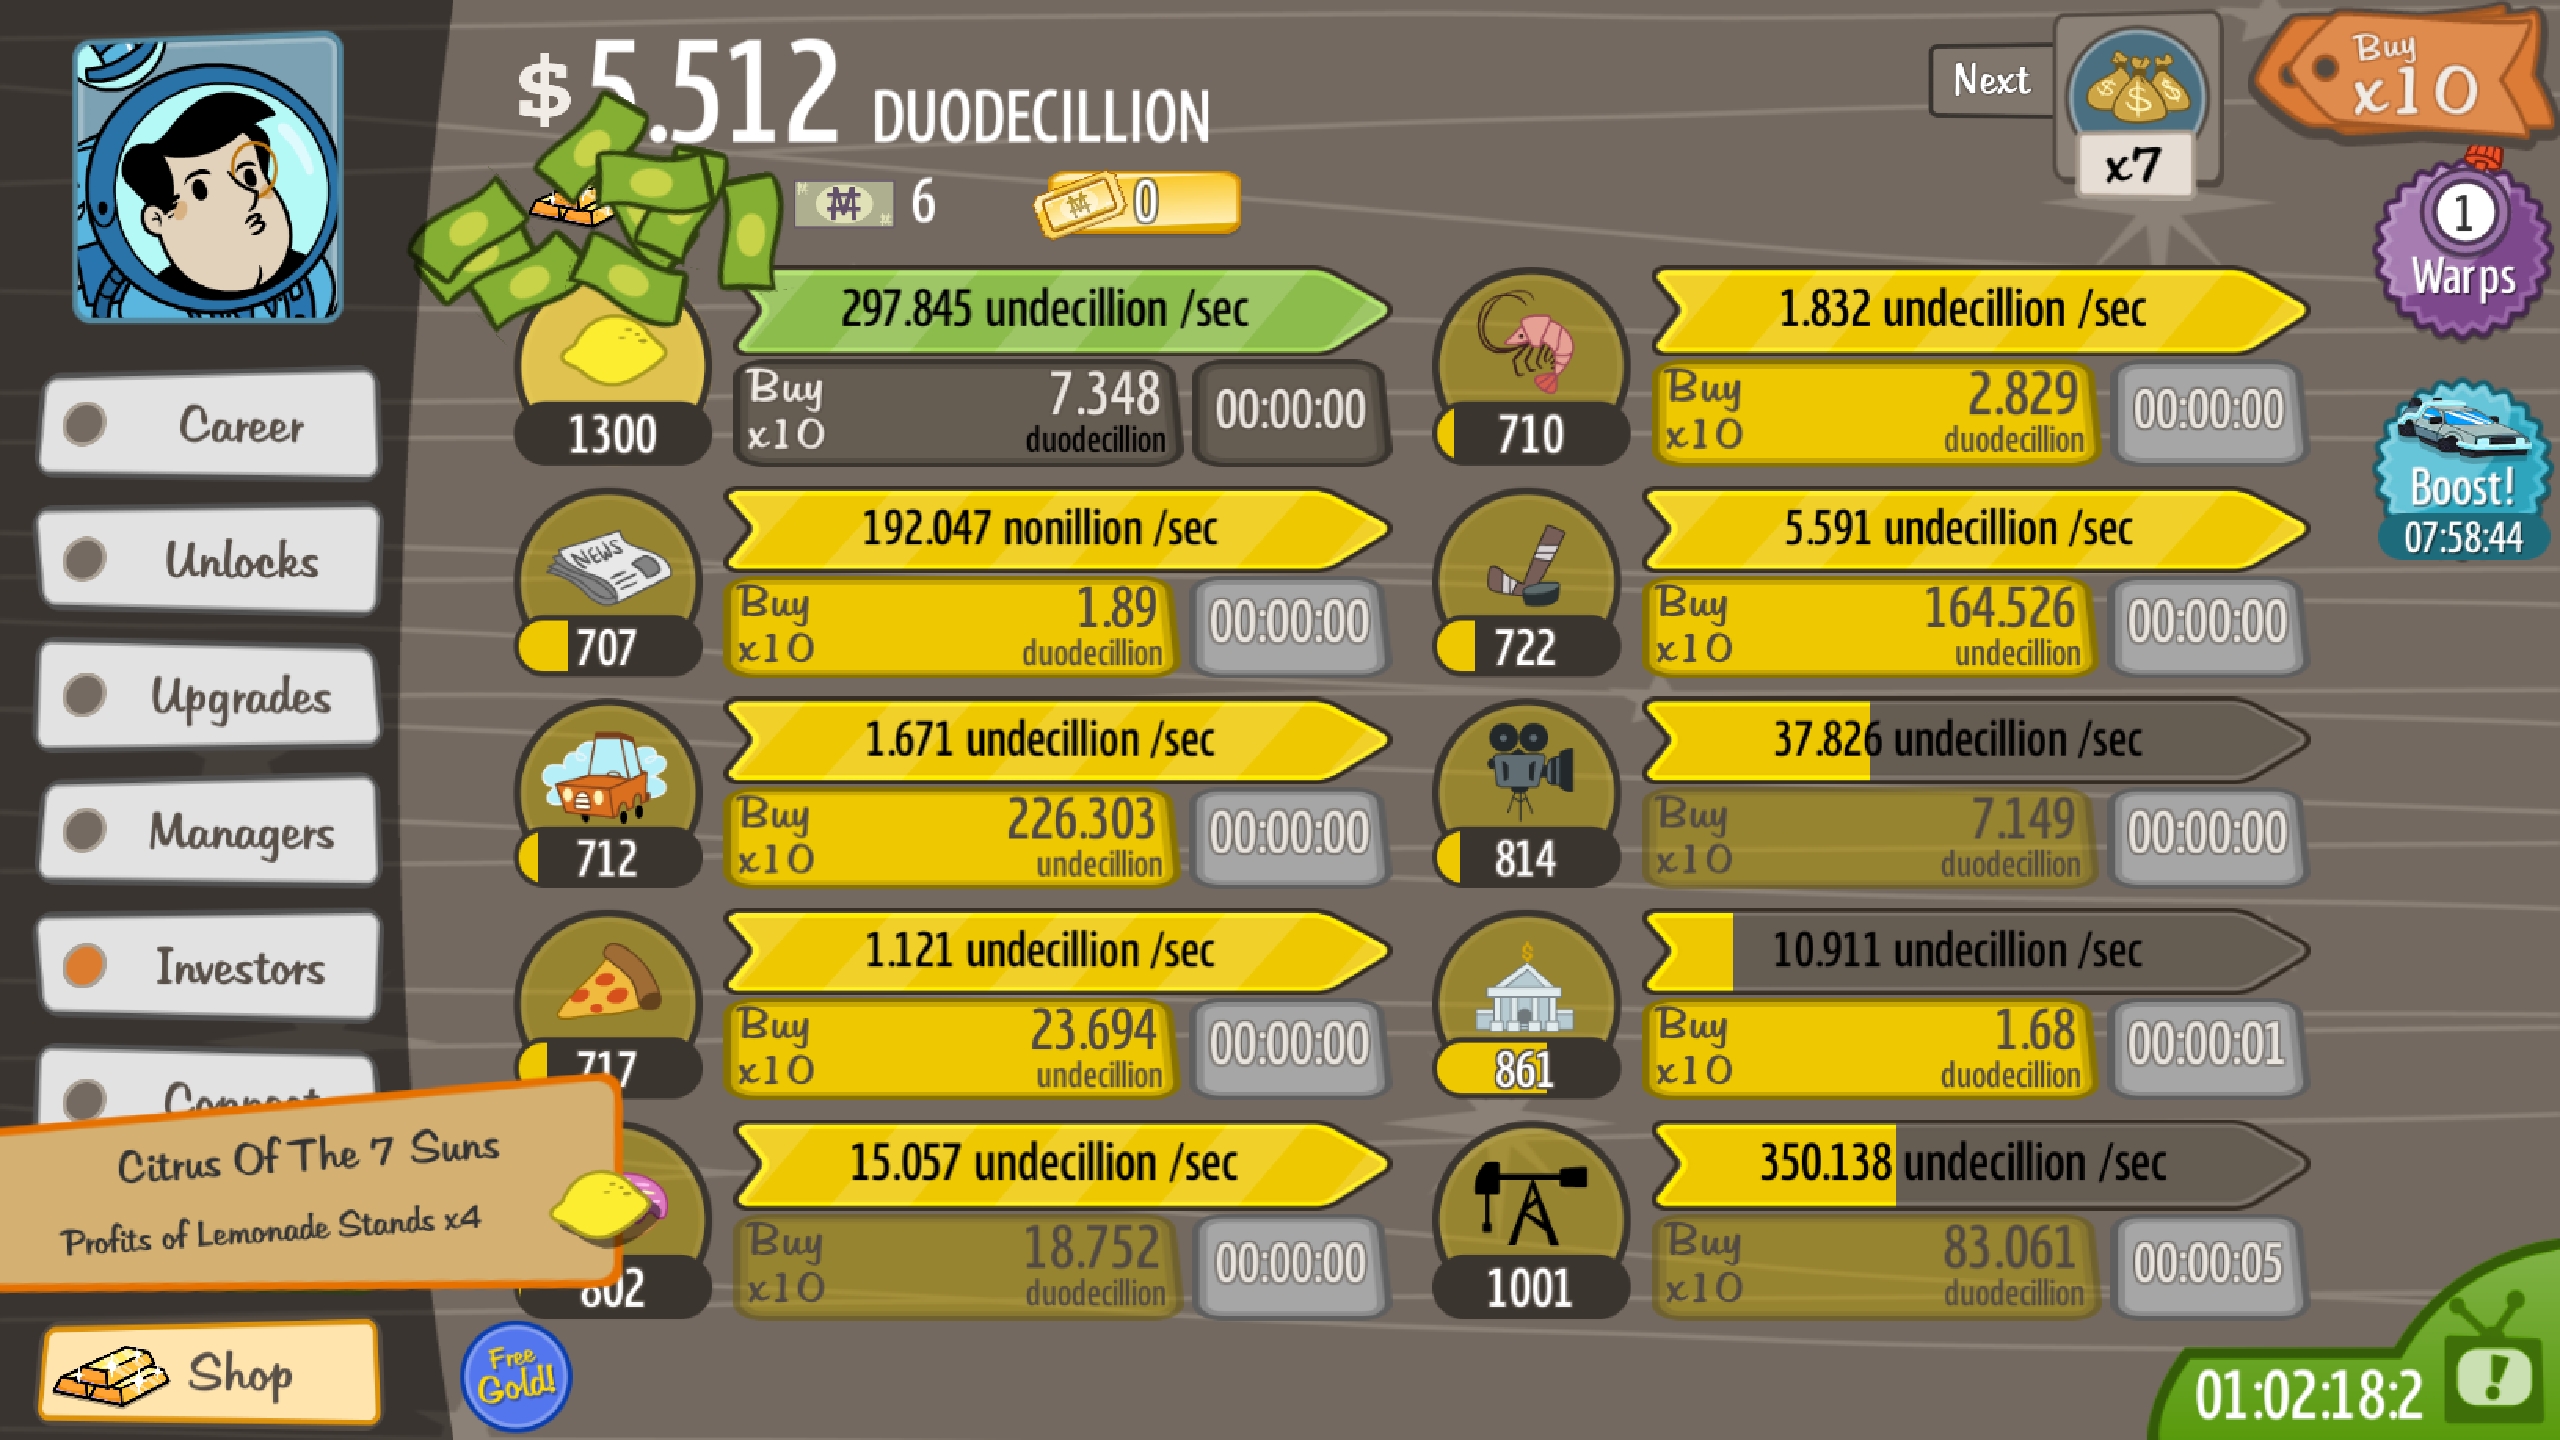 $5.512 DUODECILLION
Next
x7
Buy
x10
6
0
1
Warps
Boost!
07:58:44
Career
Unlocks
Upgrades
Managers
Investors
Connect
Citrus Of The 7 Suns
Profits of Lemonade Stands x4
Shop
Free
Gold!
297.845 undecillion /sec
1300
Buy
x10
7.348
duodecillion
00:00:00
NEWS
192.047 nonillion /sec
707
Buy
x10
1.89
duodecillion
00:00:00
1.671 undecillion /sec
712
Buy
x10
226.303
undecillion
00:00:00
1.121 undecillion /sec
717
Buy
x10
23.694
undecillion
00:00:00
15.057 undecillion /sec
802
Buy
x10
18.752
duodecillion
00:00:00
1.832 undecillion /sec
710
Buy
x10
2.829
duodecillion
00:00:00
5.591 undecillion /sec
722
Buy
x10
164.526
undecillion
00:00:00
37.826 undecillion /sec
814
Buy
x10
7.149
duodecillion
00:00:00
10.911 undecillion /sec
861
Buy
x10
1.68
duodecillion
00:00:01
350.138 undecillion /sec
1001
Buy
x10
83.061
duodecillion
00:00:05
01:02:18:2